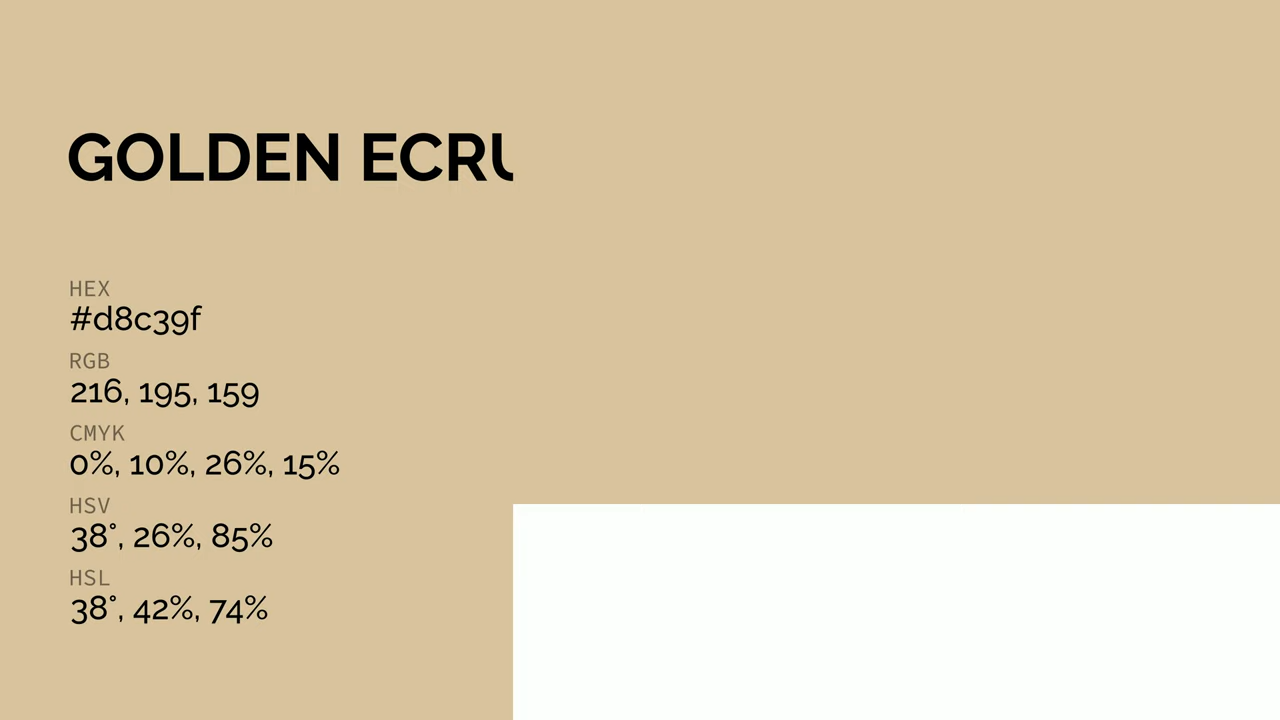 GOLDEN ECRU
HEX
#d8c39f
RGB
216, 195, 159
CMYK
0%, 10%, 26%, 15%
HSV
38°, 26%, 85%
HSL
38°, 42%, 74%